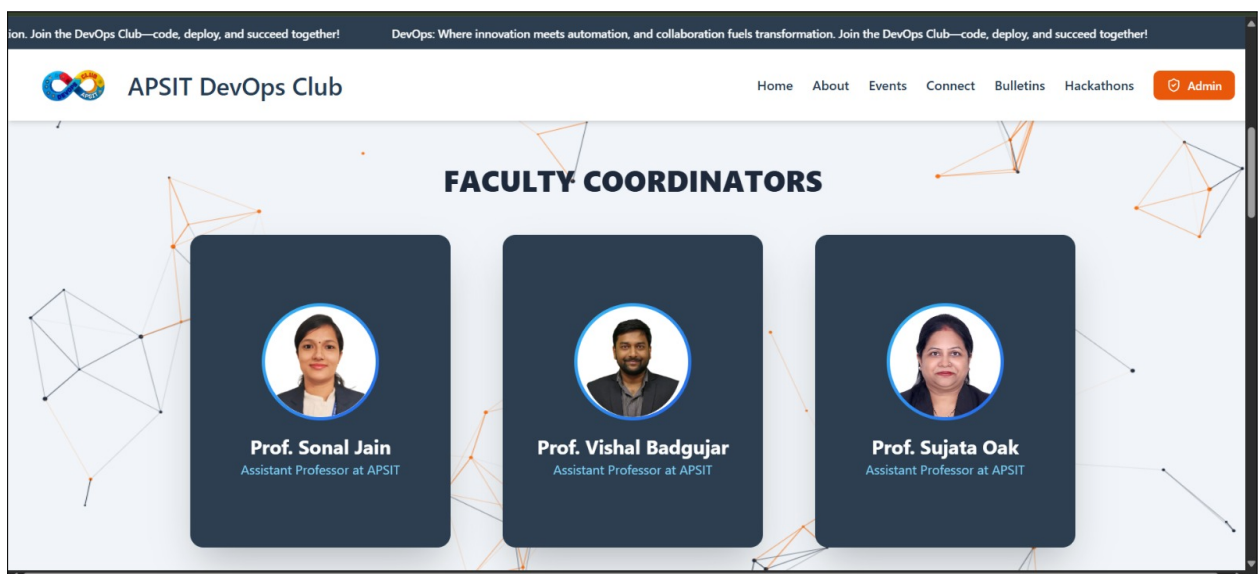 ion. Join the DevOps Club—code, deploy, and succeed together! DevOps: Where innovation meets automation, and collaboration fuels transformation. Join the DevOps Club—code, deploy, and succeed together!
APSIT DevOps Club Home About Events Connect Bulletins Hackathons Admin
FACULTY COORDINATORS
Prof. Sonal Jain
Assistant Professor at APSIT
Prof. Vishal Badgujar
Assistant Professor at APSIT
Prof. Sujata Oak
Assistant Professor at APSIT